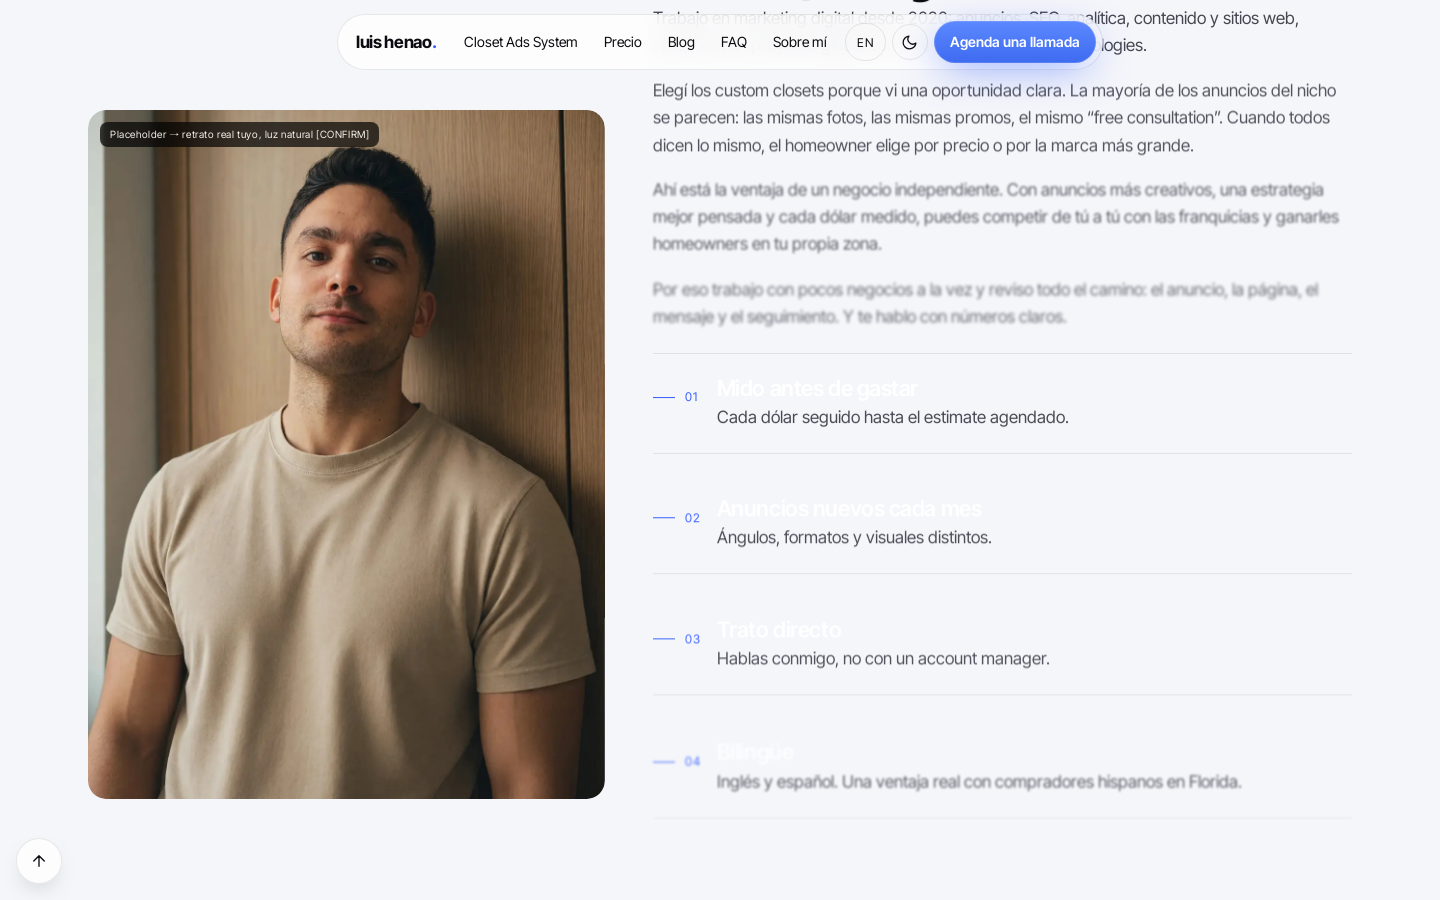 Trabajo en marketing digital desde 2020: anuncios, SEO, analítica, contenido y sitios web,
luis henao.
Closet Ads System
Precio
Blog
FAQ
Sobre mí
EN
Agenda una llamada
logies.
Elegí los custom closets porque vi una oportunidad clara. La mayoría de los anuncios del nicho
se parecen: las mismas fotos, las mismas promos, el mismo “free consultation”. Cuando todos
dicen lo mismo, el homeowner elige por precio o por la marca más grande.
Placeholder → retrato real tuyo, luz natural [CONFIRM]
Ahí está la ventaja de un negocio independiente. Con anuncios más creativos, una estrategia
mejor pensada y cada dólar medido, puedes competir de tú a tú con las franquicias y ganarles
homeowners en tu propia zona.
Por eso trabajo con pocos negocios a la vez y reviso todo el camino: el anuncio, la página, el
mensaje y el seguimiento. Y te hablo con números claros.
01
Mido antes de gastar
Cada dólar seguido hasta el estimate agendado.
02
Anuncios nuevos cada mes
Ángulos, formatos y visuales distintos.
03
Trato directo
Hablas conmigo, no con un account manager.
04
Bilingüe
Inglés y español. Una ventaja real con compradores hispanos en Florida.